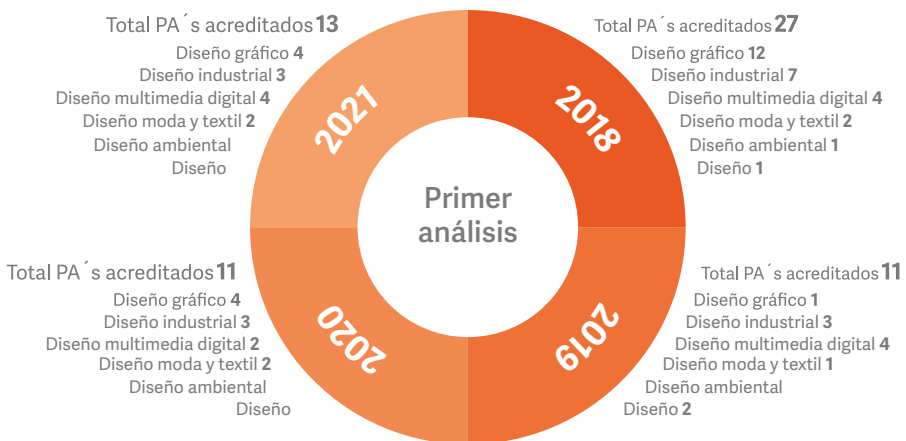 Total PA´s acreditados 13
Diseño gráfico 4
Diseño industrial 3
Diseño multimedia digital 4
Diseño moda y textil 2
Diseño ambiental
Diseño
2021
Total PA´s acreditados 27
Diseño gráfico 12
Diseño industrial 7
Diseño multimedia digital 4
Diseño moda y textil 2
Diseño ambiental 1
Diseño 1
2018
Primer
análisis
Total PA´s acreditados 11
Diseño gráfico 4
Diseño industrial 3
Diseño multimedia digital 2
Diseño moda y textil 2
Diseño ambiental
Diseño
2020
Total PA´s acreditados 11
Diseño gráfico 1
Diseño industrial 3
Diseño multimedia digital 4
Diseño moda y textil 1
Diseño ambiental
Diseño 2
2019